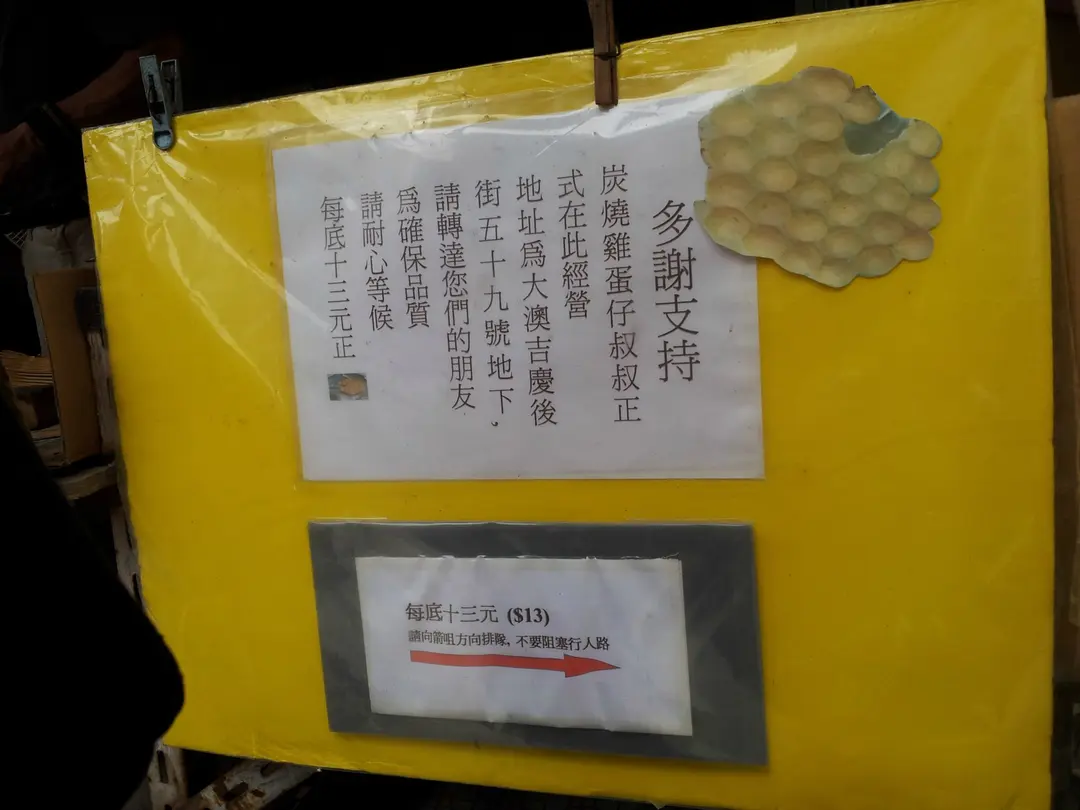 多謝支持
炭燒雞蛋仔叔叔正
式在此經營
地址爲大澳吉慶後
街五十九號地下,
請轉達您們的朋友
爲確保品質
請耐心等候
每底十三元正
每底十三元 ($13)
請向箭咀方向排隊, 不要阻塞行人路